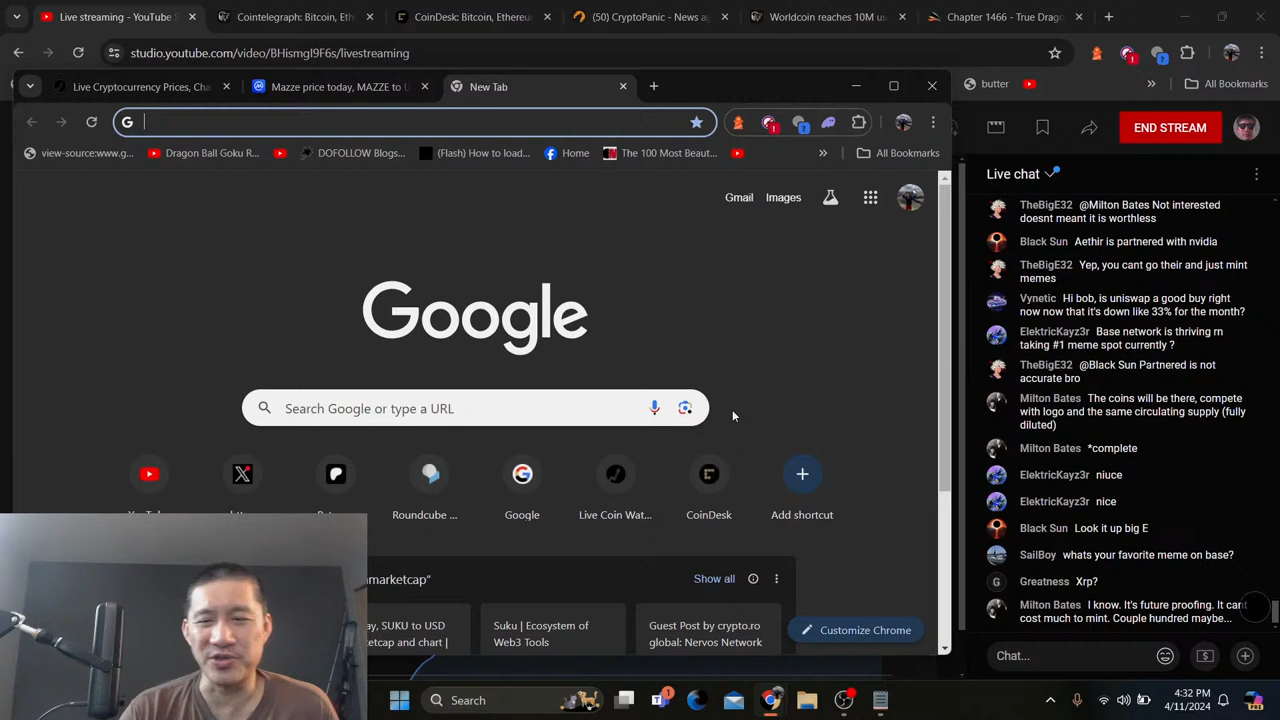 Live streaming - YouTube S
Cointelegraph: Bitcoin, Eth
CoinDesk: Bitcoin, Ethereu
(50) CryptoPanic - News ag
Worldcoin reaches 10M us
Chapter 1466 - True Drago
studio.youtube.com/video/BHismgI9F6s/livestreaming
Live Cryptocurrency Prices, Cha
Mazze price today, MAZZE to U
New Tab
butter
All Bookmarks
view-source:www.g...
Dragon Ball Goku R...
DOFOLLOW Blogs...
(Flash) How to load...
Home
The 100 Most Beaut...
All Bookmarks
Gmail
Images
Google
Search Google or type a URL
Roundcube ...
Google
Live Coin Wat...
CoinDesk
Add shortcut
Show all
ay, SUKU to USD
ketcap and chart |
Suku | Ecosystem of
Web3 Tools
Guest Post by crypto.ro
global: Nervos Network
Customize Chrome
END STREAM
Live chat
TheBigE32 @Milton Bates Not interested
doesnt meant it is worthless
Black Sun Aethir is partnered with nvidia
TheBigE32 Yep, you cant go their and just mint
memes
Vynetic Hi bob, is uniswap a good buy right
now now that it's down like 33% for the month?
ElektricKayz3r Base network is thriving rn
taking #1 meme spot currently ?
TheBigE32 @Black Sun Partnered is not
accurate bro
Milton Bates The coins will be there, compete
with logo and the same circulating supply (fully
diluted)
Milton Bates *complete
ElektricKayz3r niuce
ElektricKayz3r nice
Black Sun Look it up big E
SailBoy whats your favorite meme on base?
G Greatness Xrp?
Milton Bates I know. It's future proofing. It cant
cost much to mint. Couple hundred maybe...
Chat...
Search
4:32 PM
4/11/2024